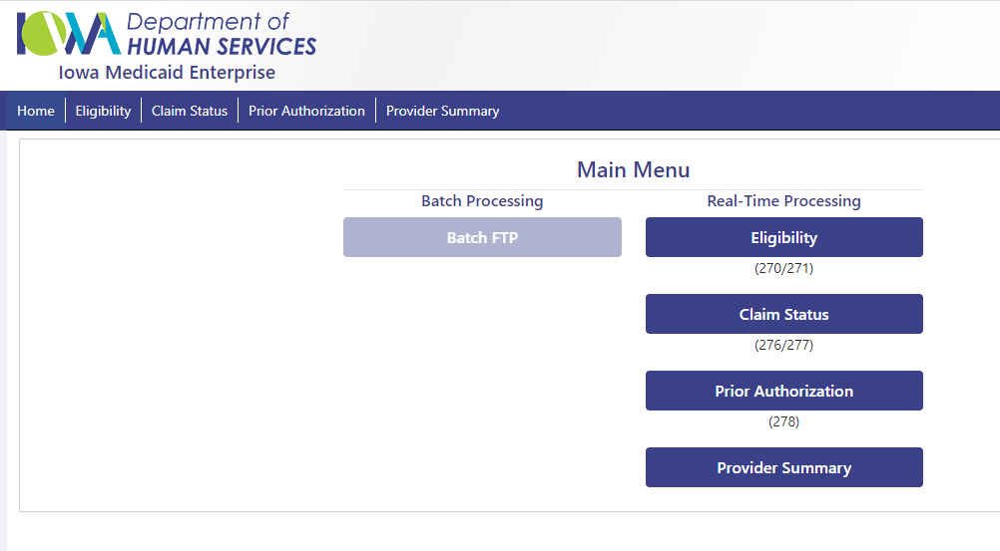 IOWA Department of
HUMAN SERVICES
Iowa Medicaid Enterprise
Home Eligibility Claim Status Prior Authorization Provider Summary
Main Menu
Batch Processing
Batch FTP
Real-Time Processing
Eligibility
(270/271)
Claim Status
(276/277)
Prior Authorization
(278)
Provider Summary